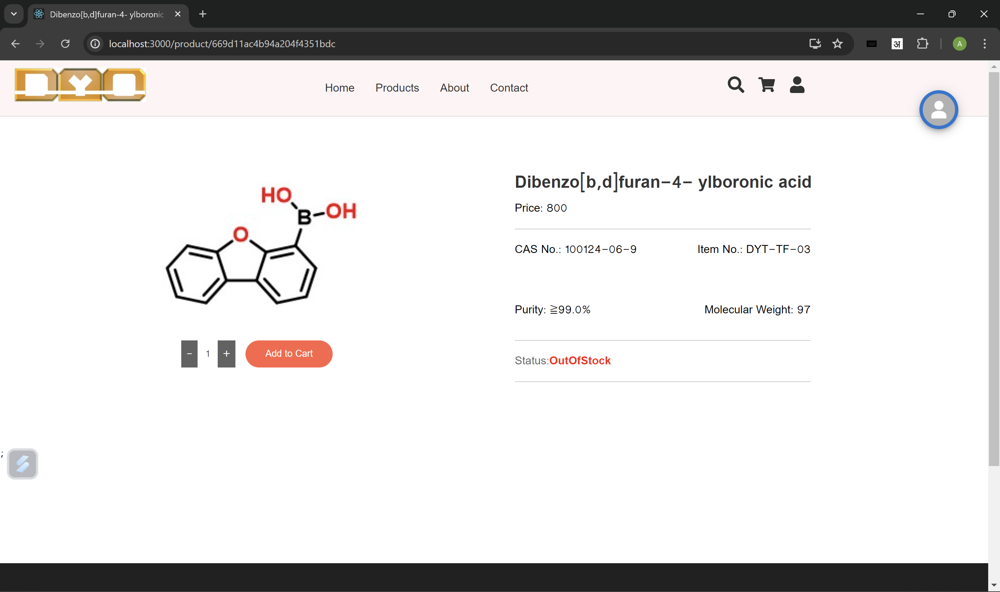 Dibenzo[b,d]furan-4- ylboronic
localhost:3000/product/669d11ac4b94a204f4351bdc
अ
A
DYO
Home Products About Contact
HO
B-OH
O
Dibenzo[b,d]furan-4- ylboronic acid
Price: 800
CAS No.: 100124-06-9 Item No.: DYT-TF-03
Purity: ≧99.0% Molecular Weight: 97
- 1 + Add to Cart
Status:OutOfStock
;